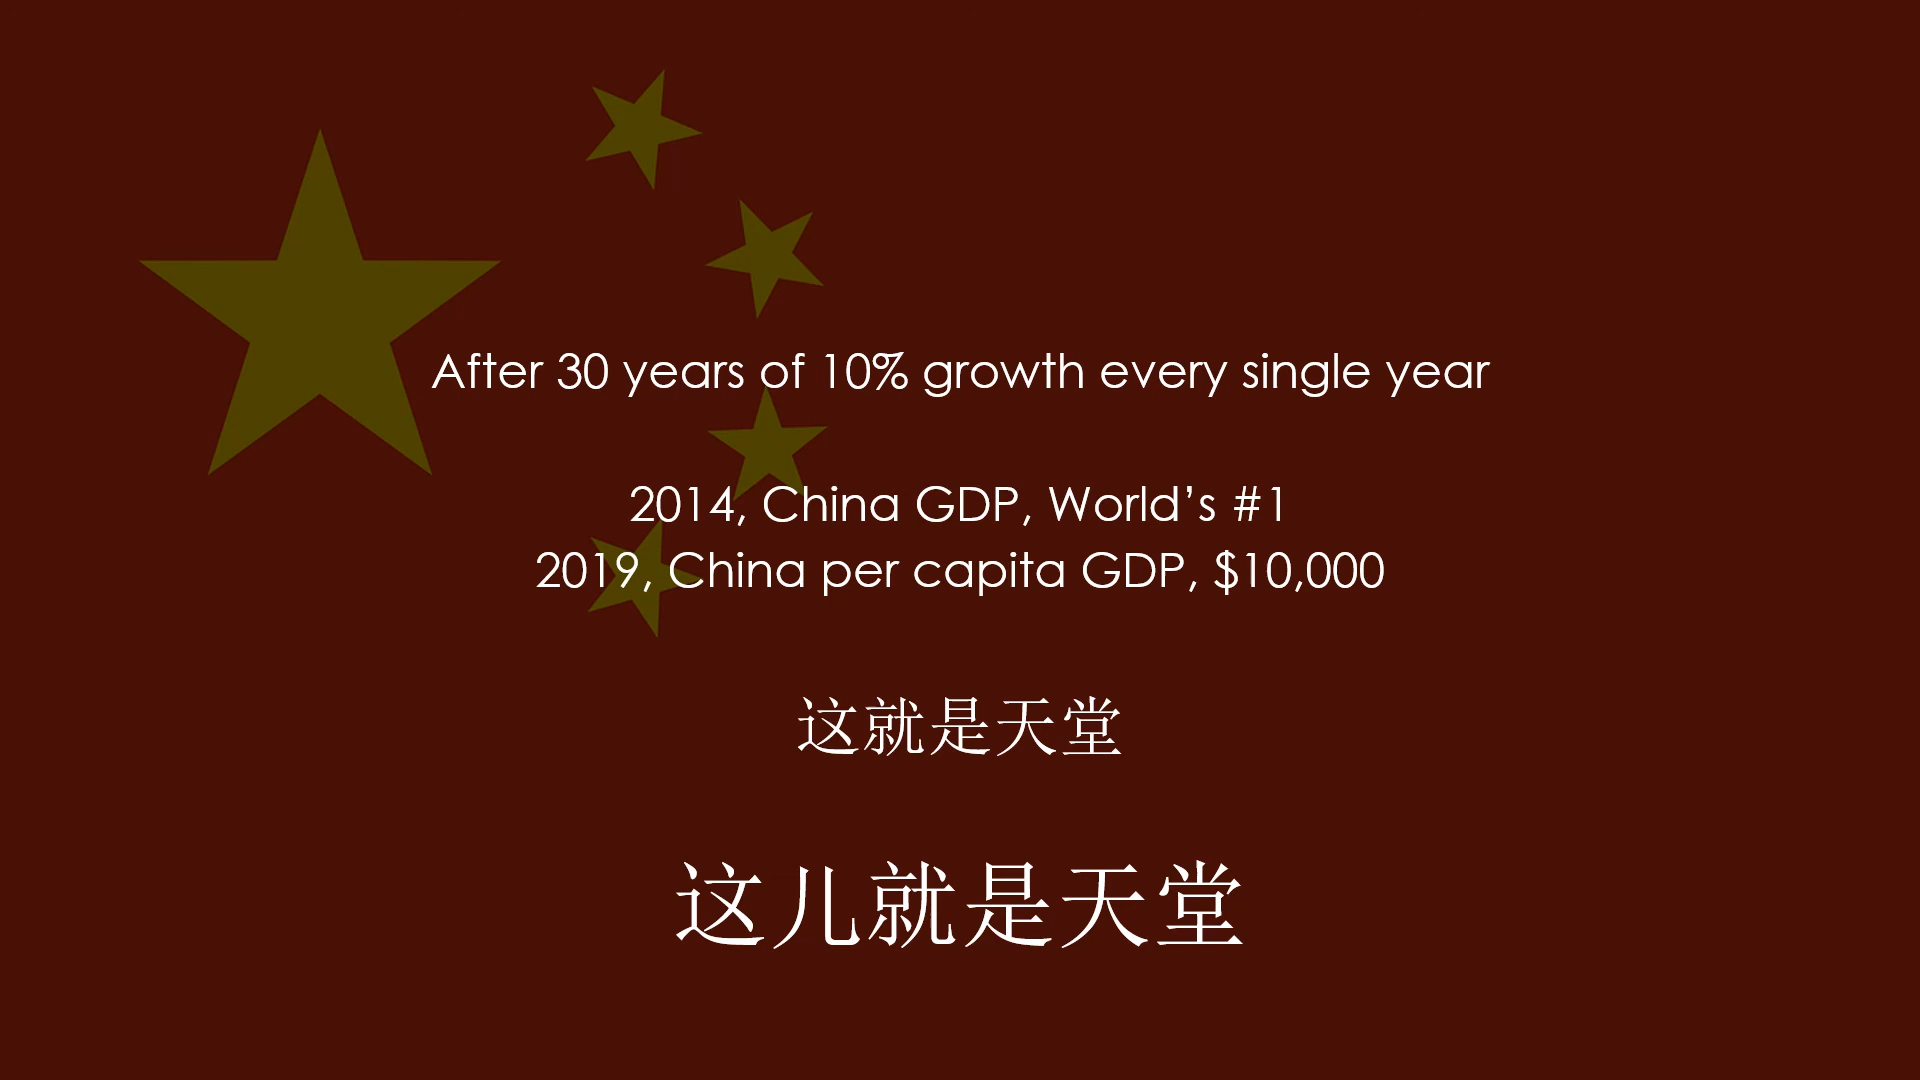 After 30 years of 10% growth every single year
2014, China GDP, World’s #1
2019, China per capita GDP, $10,000
这就是天堂
这儿就是天堂